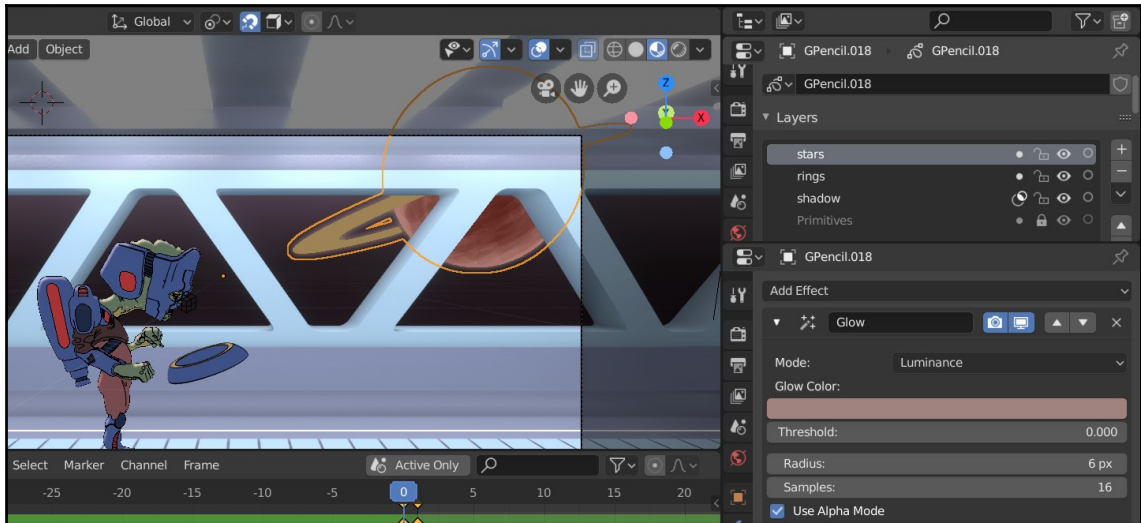 Global
Add Object
Z
Y
X
GPencil.018 GPencil.018
GPencil.018
Layers
stars
rings
shadow
Primitives
GPencil.018
Add Effect
Glow
Mode: Luminance
Glow Color:
Threshold: 0.000
Radius: 6 px
Samples: 16
Use Alpha Mode
Select Marker Channel Frame Active Only
-25 -20 -15 -10 -5 0 5 10 15 20